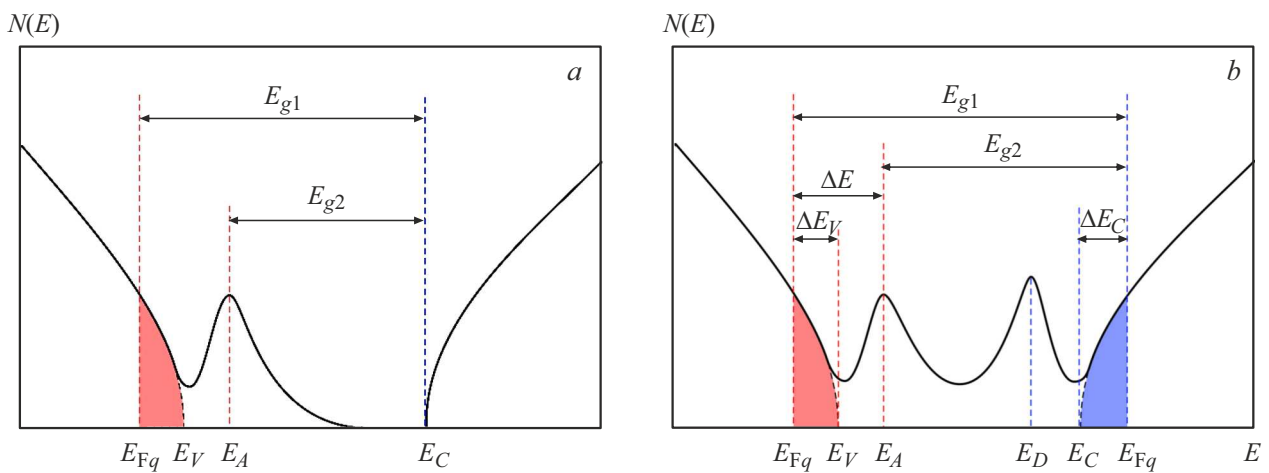 N(E) N(E)
a b
E_g1 E_g1
E_g2 E_g2
ΔE
ΔE_V ΔE_C
E_Fq E_V E_A E_C E_Fq E_V E_A E_D E_C E_Fq E